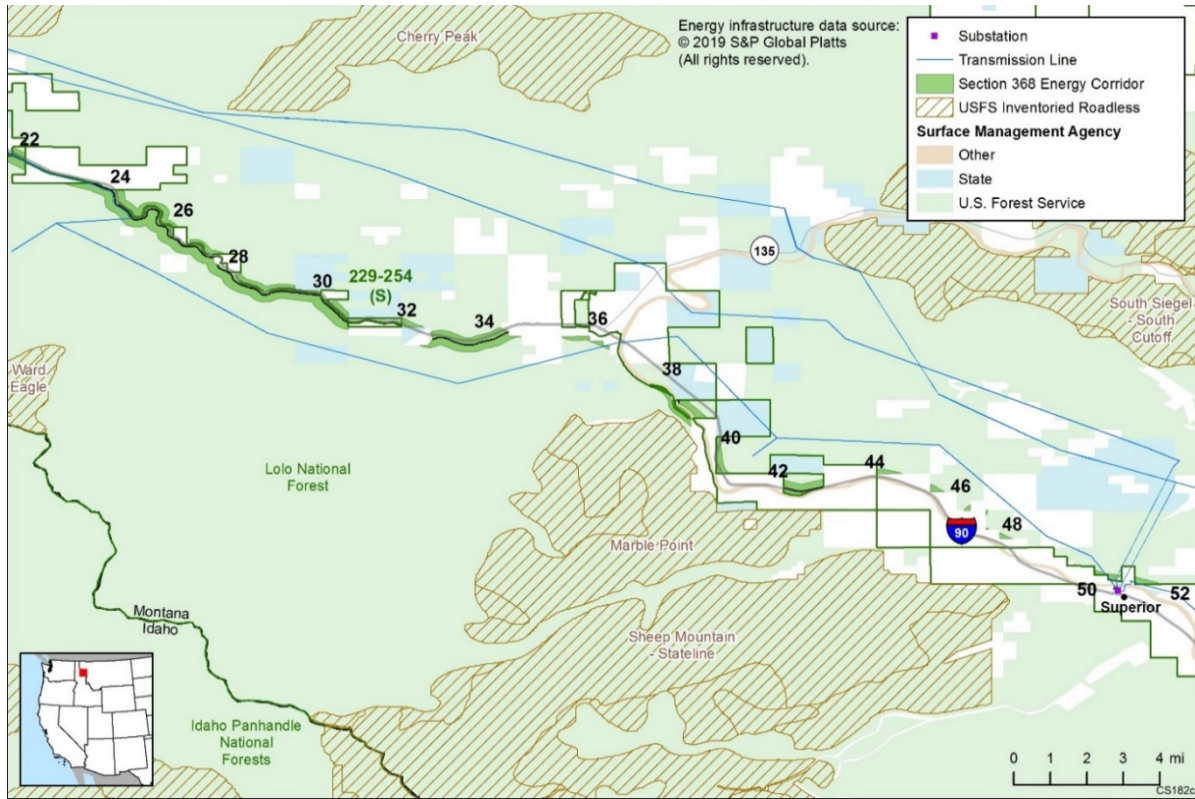 Cherry Peak
Energy infrastructure data source:
© 2019 S&P Global Platts
(All rights reserved).
Substation
Transmission Line
Section 368 Energy Corridor
USFS Inventoried Roadless
Surface Management Agency
Other
State
U.S. Forest Service
22
24
26
28
30
229-254
(S)
32
34
36
135
South Siegel
- South
Cutoff
Ward
Eagle
38
40
42
44
46
48
90
Lolo National
Forest
Marble Point
50
52
Superior
Montana
Idaho
Sheep Mountain
- Stateline
Idaho Panhandle
National
Forests
0 1 2 3 4 mi
CS182c